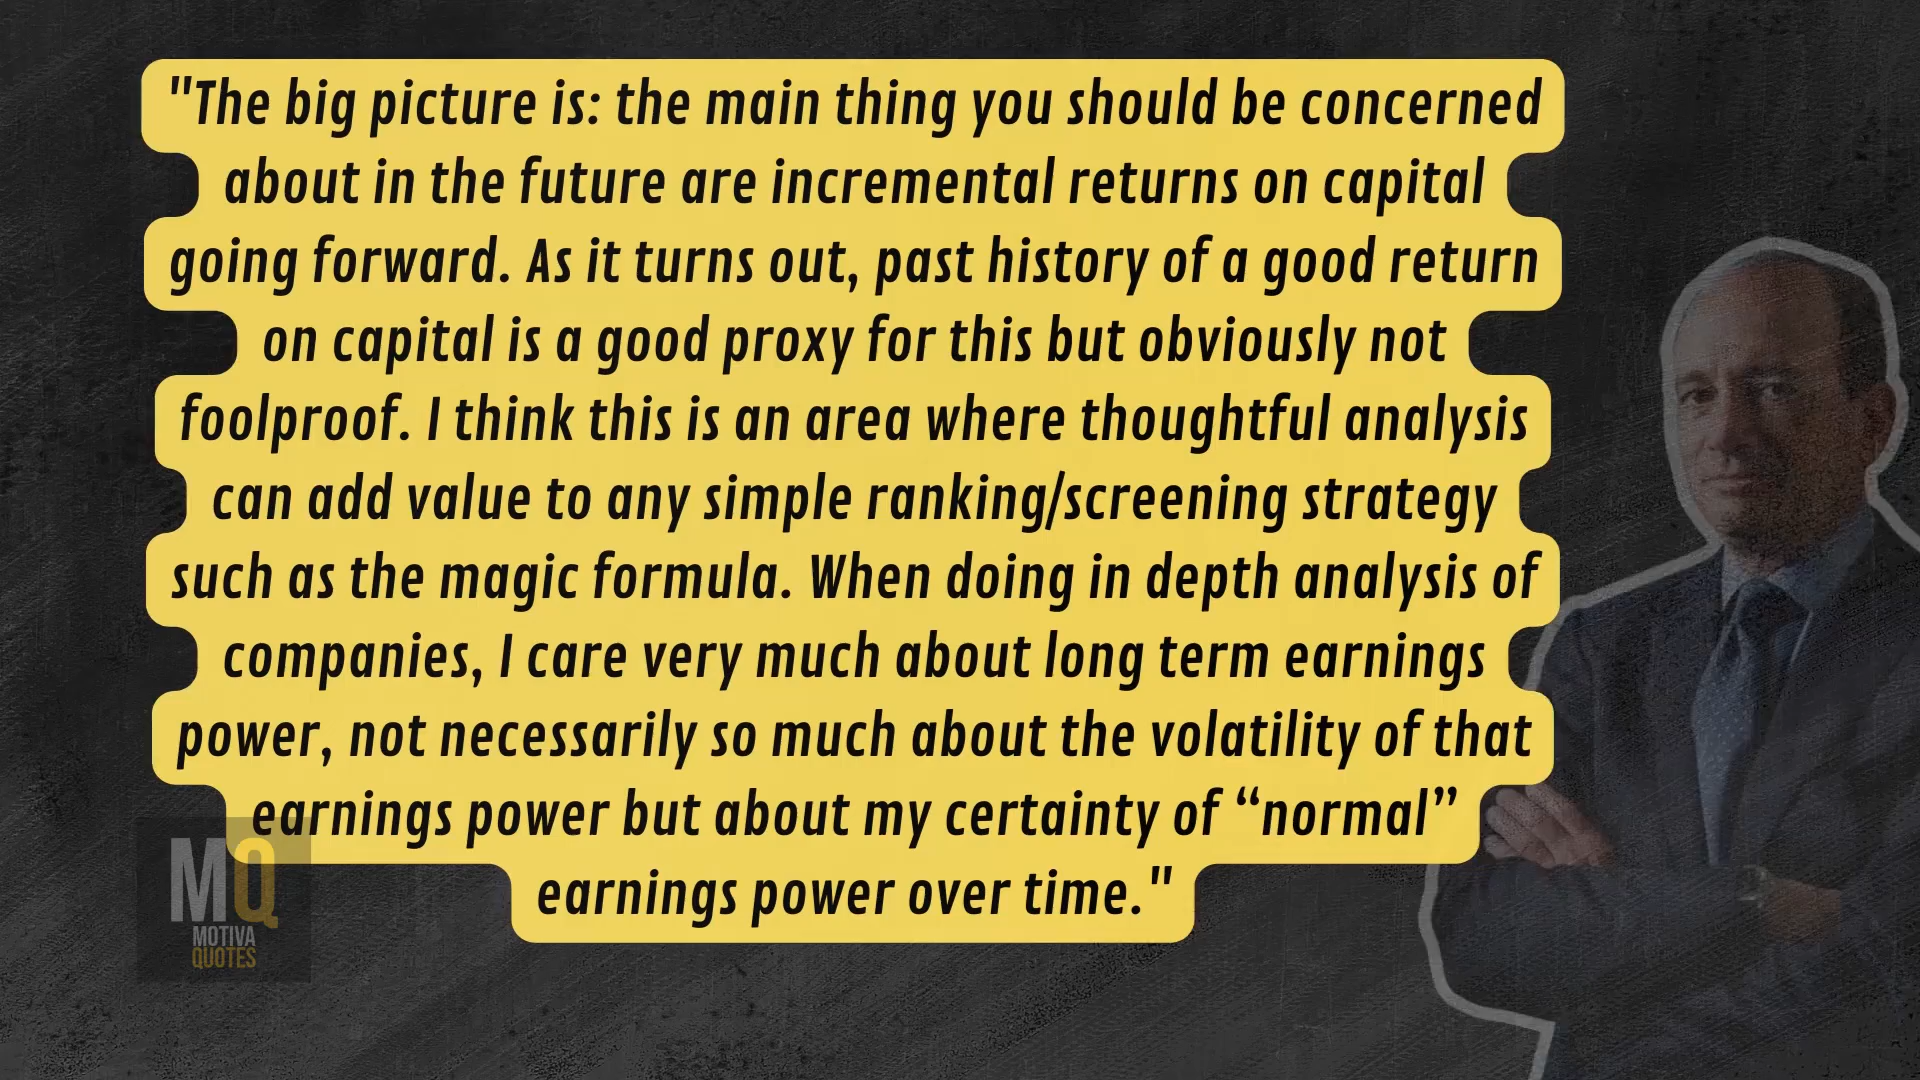 "The big picture is: the main thing you should be concerned
about in the future are incremental returns on capital
going forward. As it turns out, past history of a good return
on capital is a good proxy for this but obviously not
foolproof. I think this is an area where thoughtful analysis
can add value to any simple ranking/screening strategy
such as the magic formula. When doing in depth analysis of
companies, I care very much about long term earnings
power, not necessarily so much about the volatility of that
earnings power but about my certainty of “normal”
earnings power over time."
MQ
MOTIVA
QUOTES